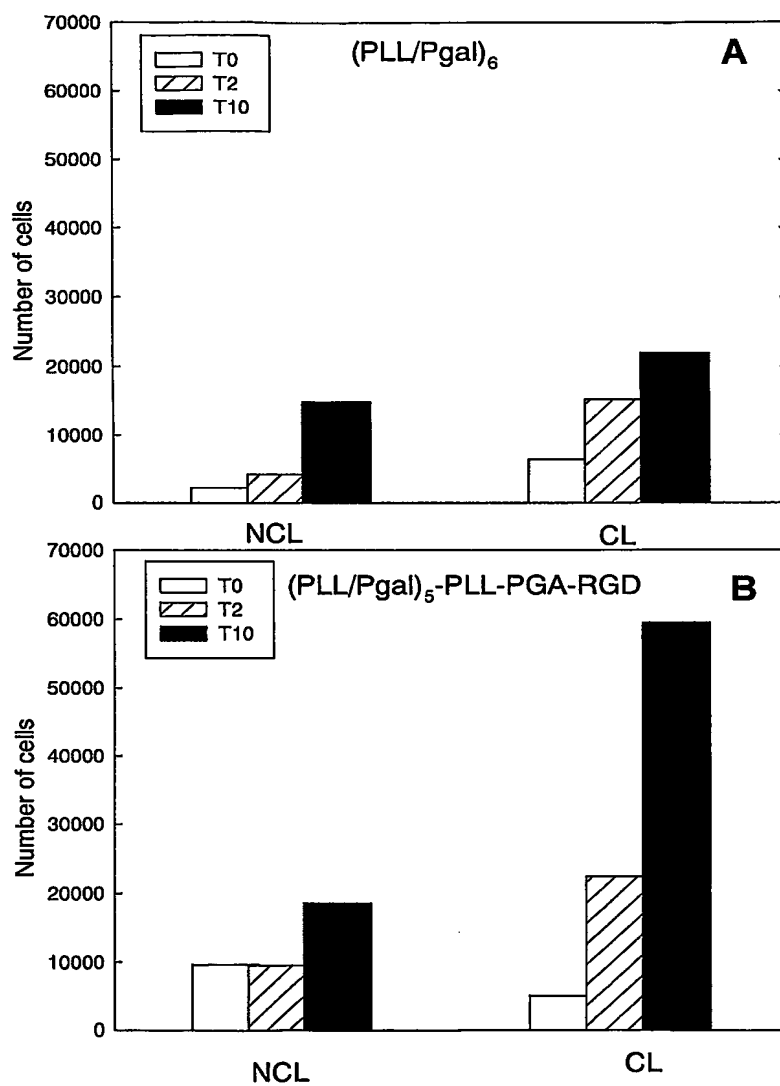 70000
60000
50000
40000
30000
20000
10000
0
Number of cells
T0
T2
T10
(PLL/Pgal)₆
A
NCL
CL
70000
60000
50000
40000
30000
20000
10000
0
Number of cells
T0
T2
T10
(PLL/Pgal)₅-PLL-PGA-RGD
B
NCL
CL